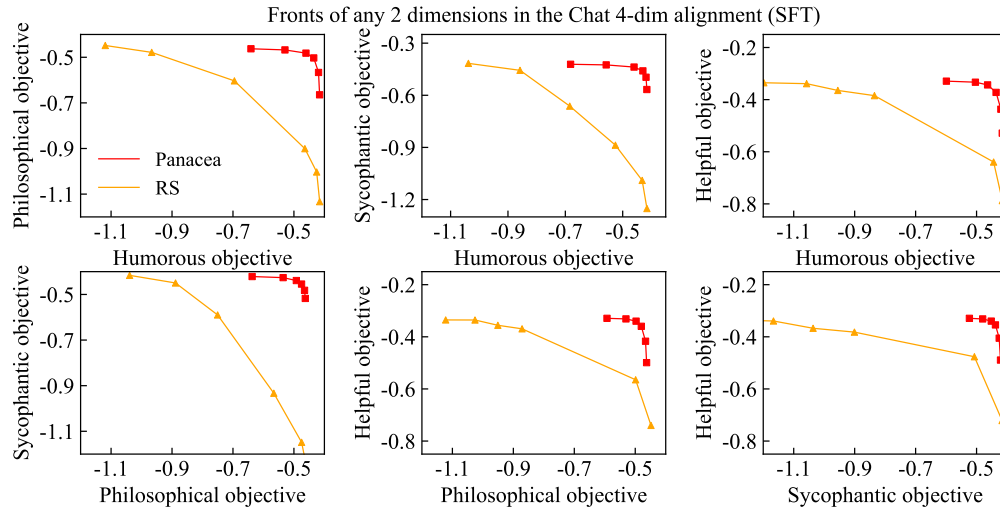 Fronts of any 2 dimensions in the Chat 4-dim alignment (SFT)
Philosophical objective
-0.5
-0.7
-0.9
-1.1
Panacea
RS
-1.1 -0.9 -0.7 -0.5
Humorous objective
Sycophantic objective
-0.3
-0.6
-0.9
-1.2
-1.1 -0.9 -0.7 -0.5
Humorous objective
Helpful objective
-0.2
-0.4
-0.6
-0.8
-1.1 -0.9 -0.7 -0.5
Humorous objective
Sycophantic objective
-0.5
-0.7
-0.9
-1.1
-1.1 -0.9 -0.7 -0.5
Philosophical objective
Helpful objective
-0.2
-0.4
-0.6
-0.8
-1.1 -0.9 -0.7 -0.5
Philosophical objective
Helpful objective
-0.2
-0.4
-0.6
-0.8
-1.1 -0.9 -0.7 -0.5
Sycophantic objective